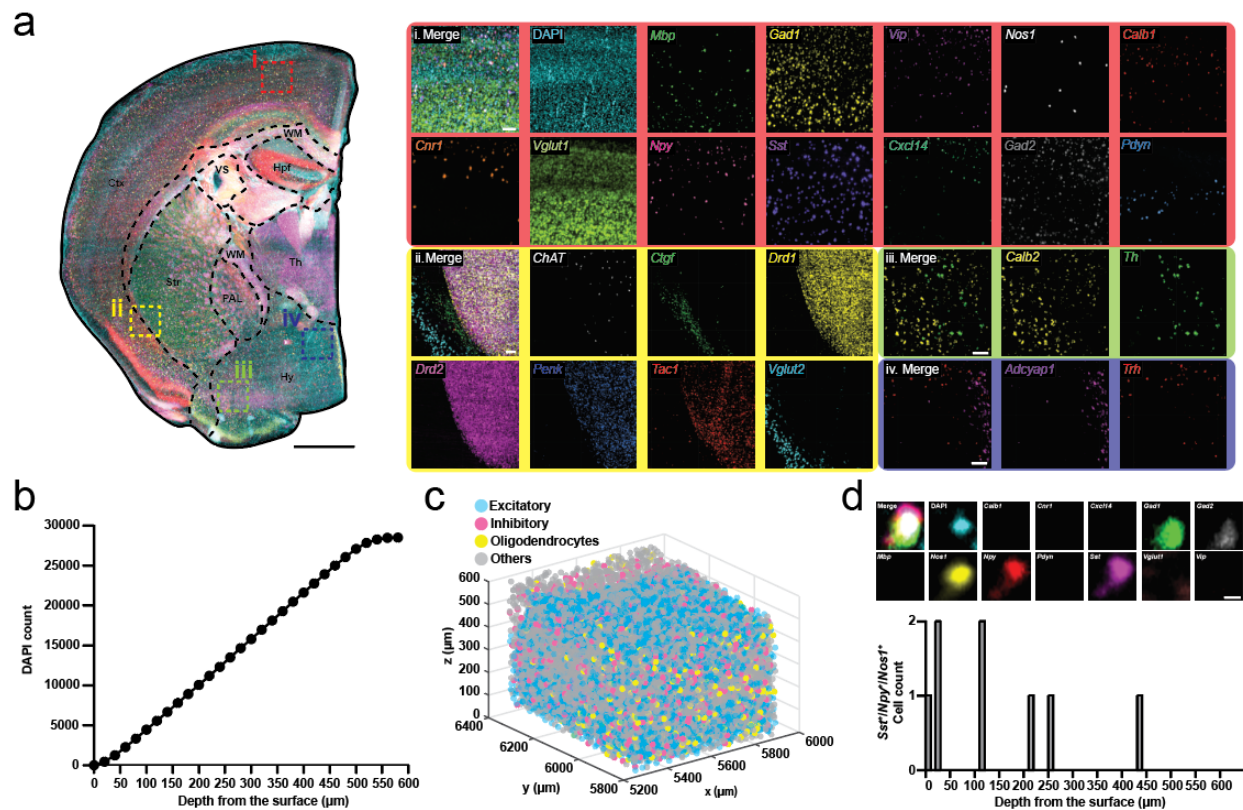 a
i
ii
iii
iv
Ctx
WM
VS
Hpf
WM
Th
Str
PAL
Hy
i. Merge DAPI Mbp Gad1 Vip Nos1 Calb1
Cnr1 Vglut1 Npy Sst Cxcl14 Gad2 Pdyn
ii. Merge ChAT Ctgf Drd1 iii. Merge Calb2 Th
Drd2 Penk Tac1 Vglut2 iv. Merge Adcyap1 Trh
b
DAPI count
30000
25000
20000
15000
10000
5000
0
0 50 100 150 200 250 300 350 400 450 500 550 600
Depth from the surface (µm)
c
Excitatory
Inhibitory
Oligodendrocytes
Others
z (µm)
600
500
400
300
200
100
0
6400
6200
6000
5800
y (µm)
5200
5400
5600
5800
6000
x (µm)
d
Merge DAPI Calb1 Cnr1 Cxcl14 Gad1 Gad2
Mbp Nos1 Npy Pdyn Sst Vglut1 Vip
Sst⁺/Npy⁺/Nos1⁺
Cell count
2
1
0
0 50 100 150 200 250 300 350 400 450 500 550 600
Depth from the surface (µm)